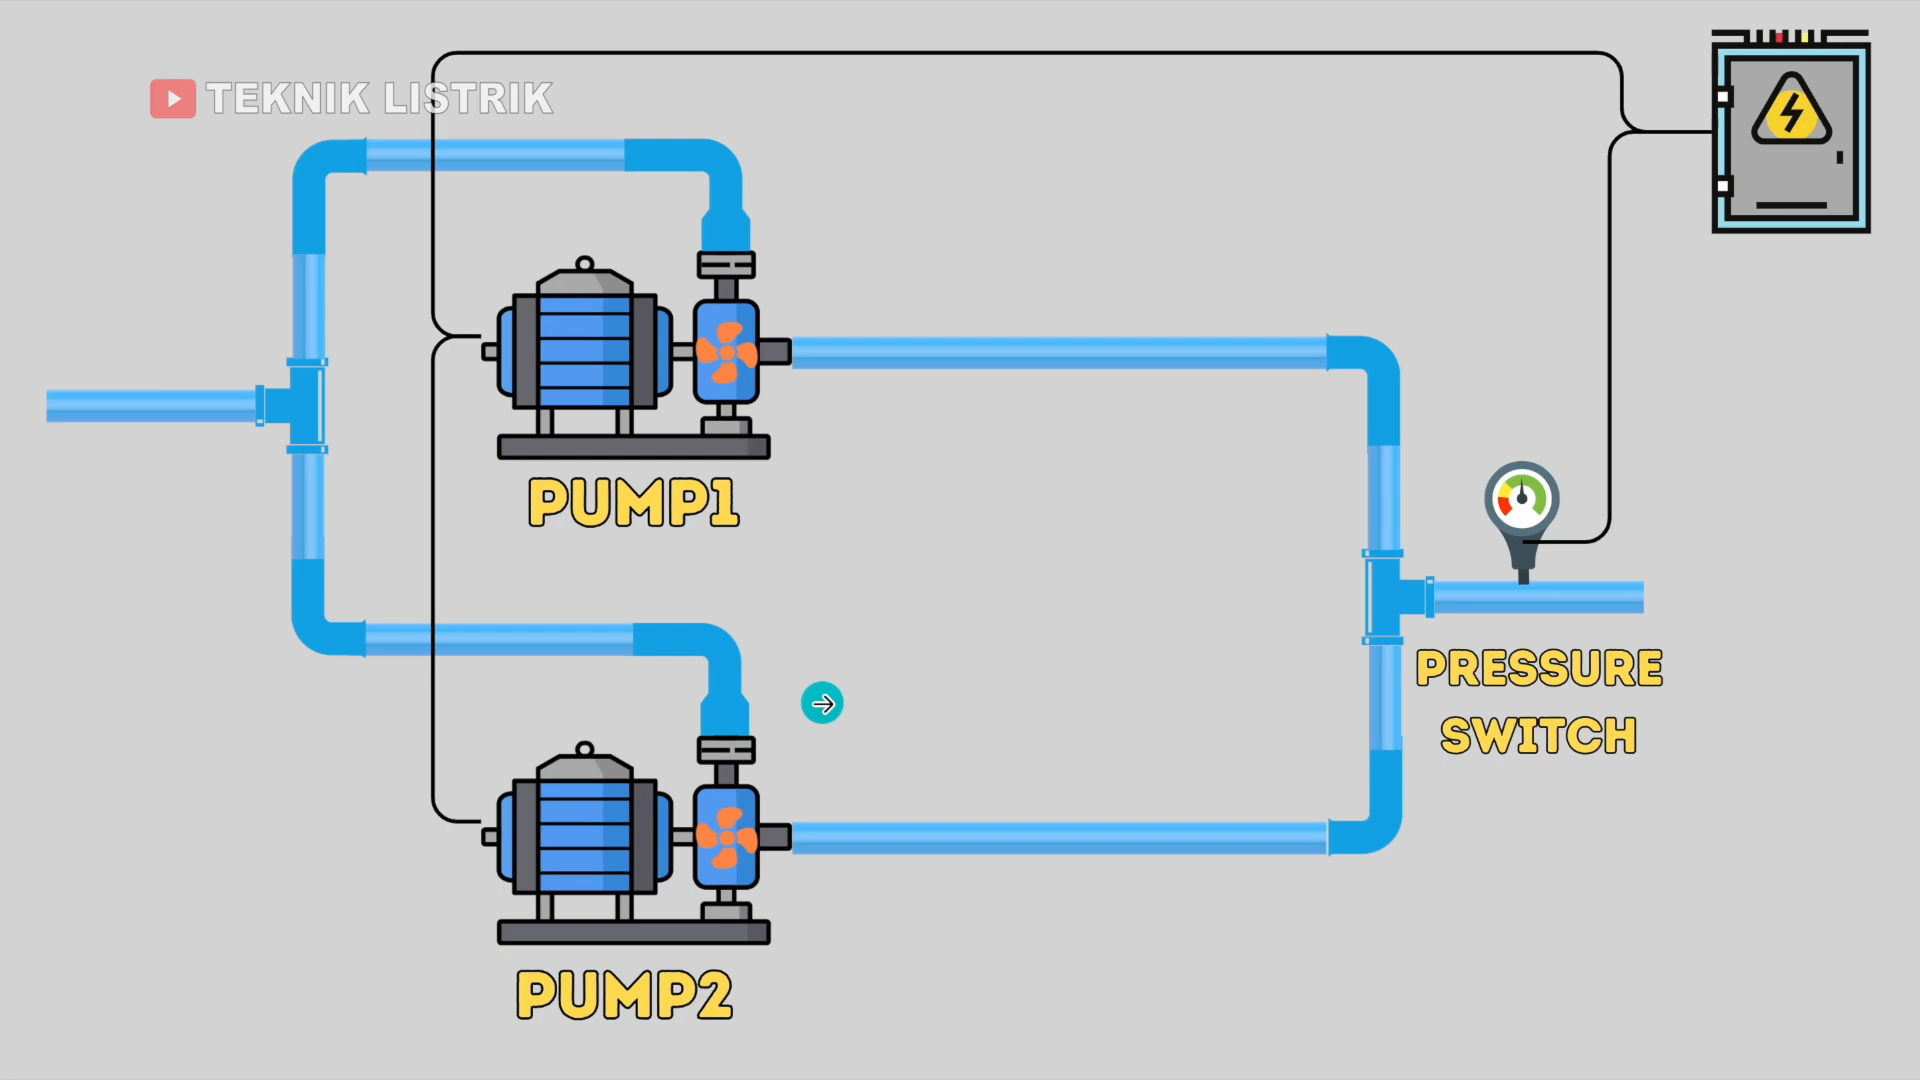 TEKNIK LISTRIK
PUMP1
PRESSURE
SWITCH
PUMP2